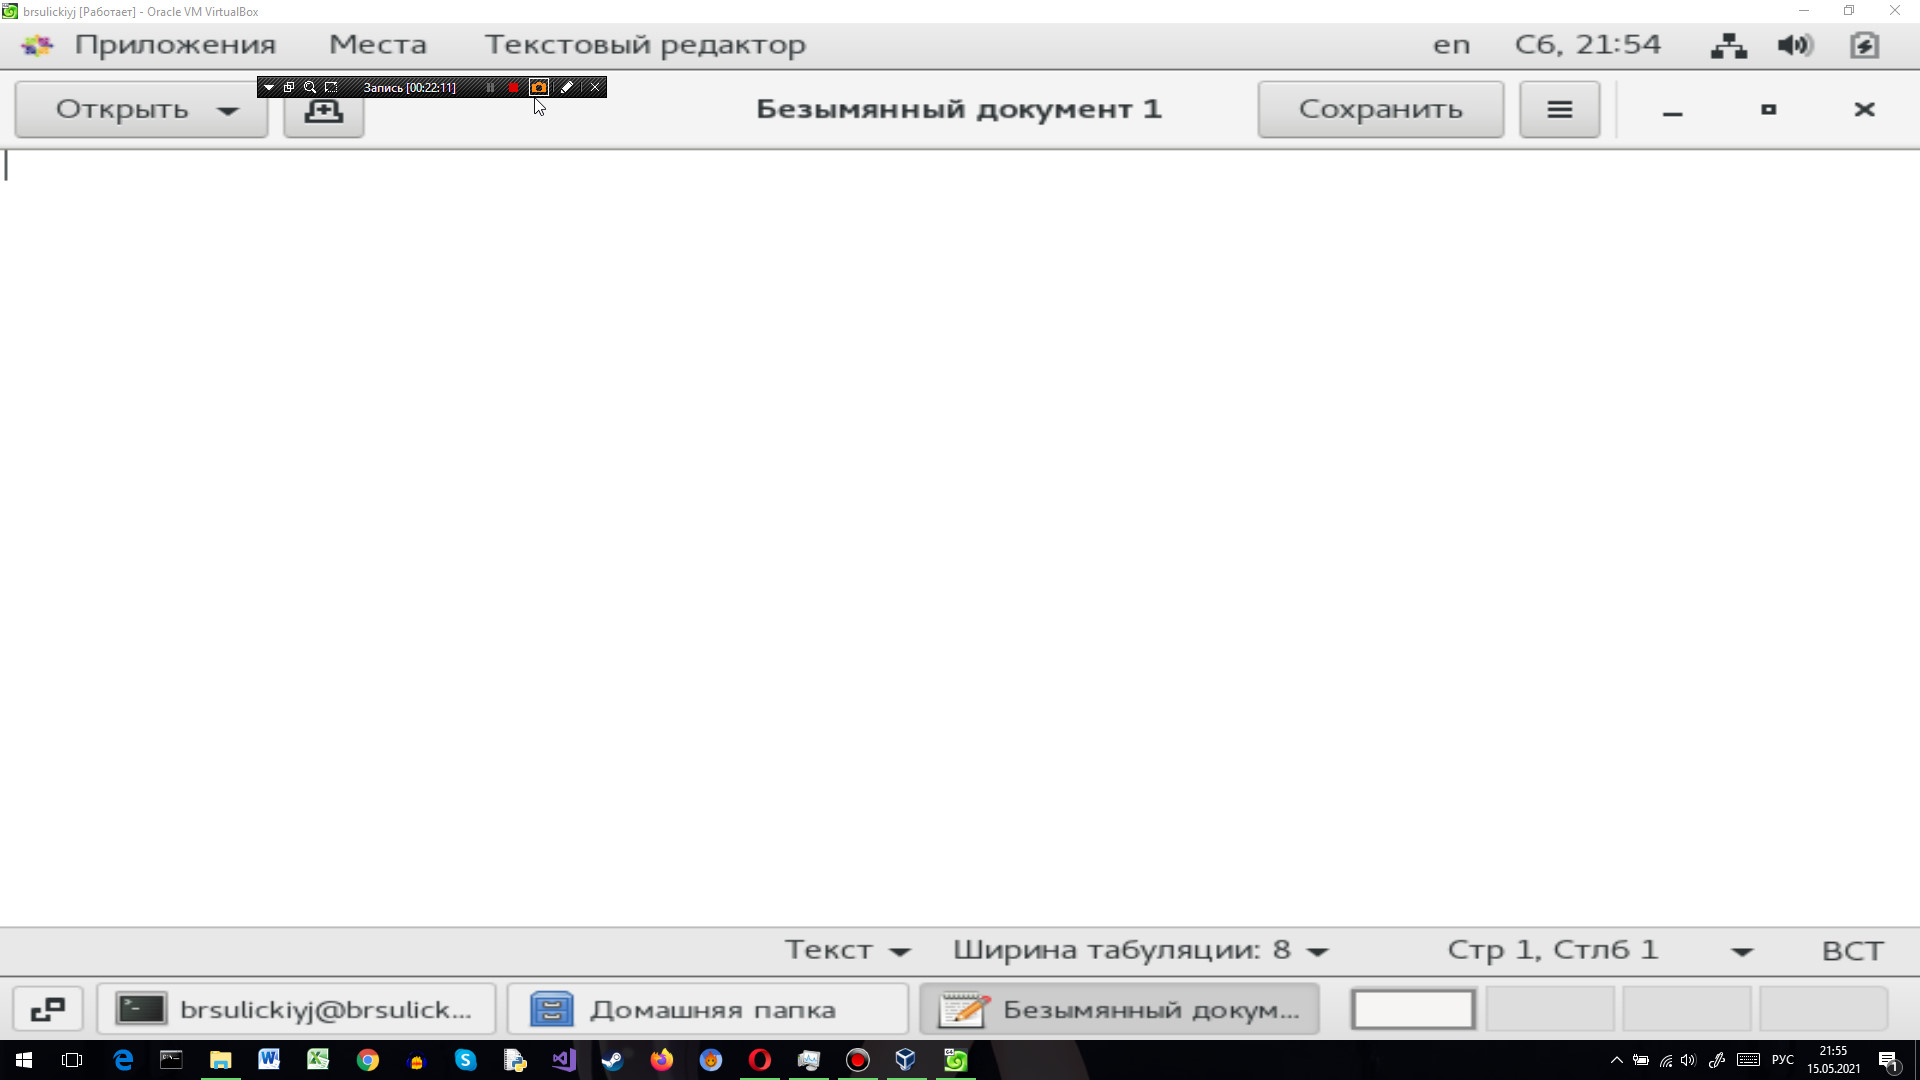 brsulickiyj [Работает] - Oracle VM VirtualBox
Приложения Места Текстовый редактор en Сб, 21:54
Запись [00:22:11]
Открыть Безымянный документ 1 Сохранить
Текст Ширина табуляции: 8 Стр 1, Стлб 1 ВСТ
brsulickiyj@brsulick... Домашняя папка Безымянный докум...
РУС 21:55
15.05.2021
1